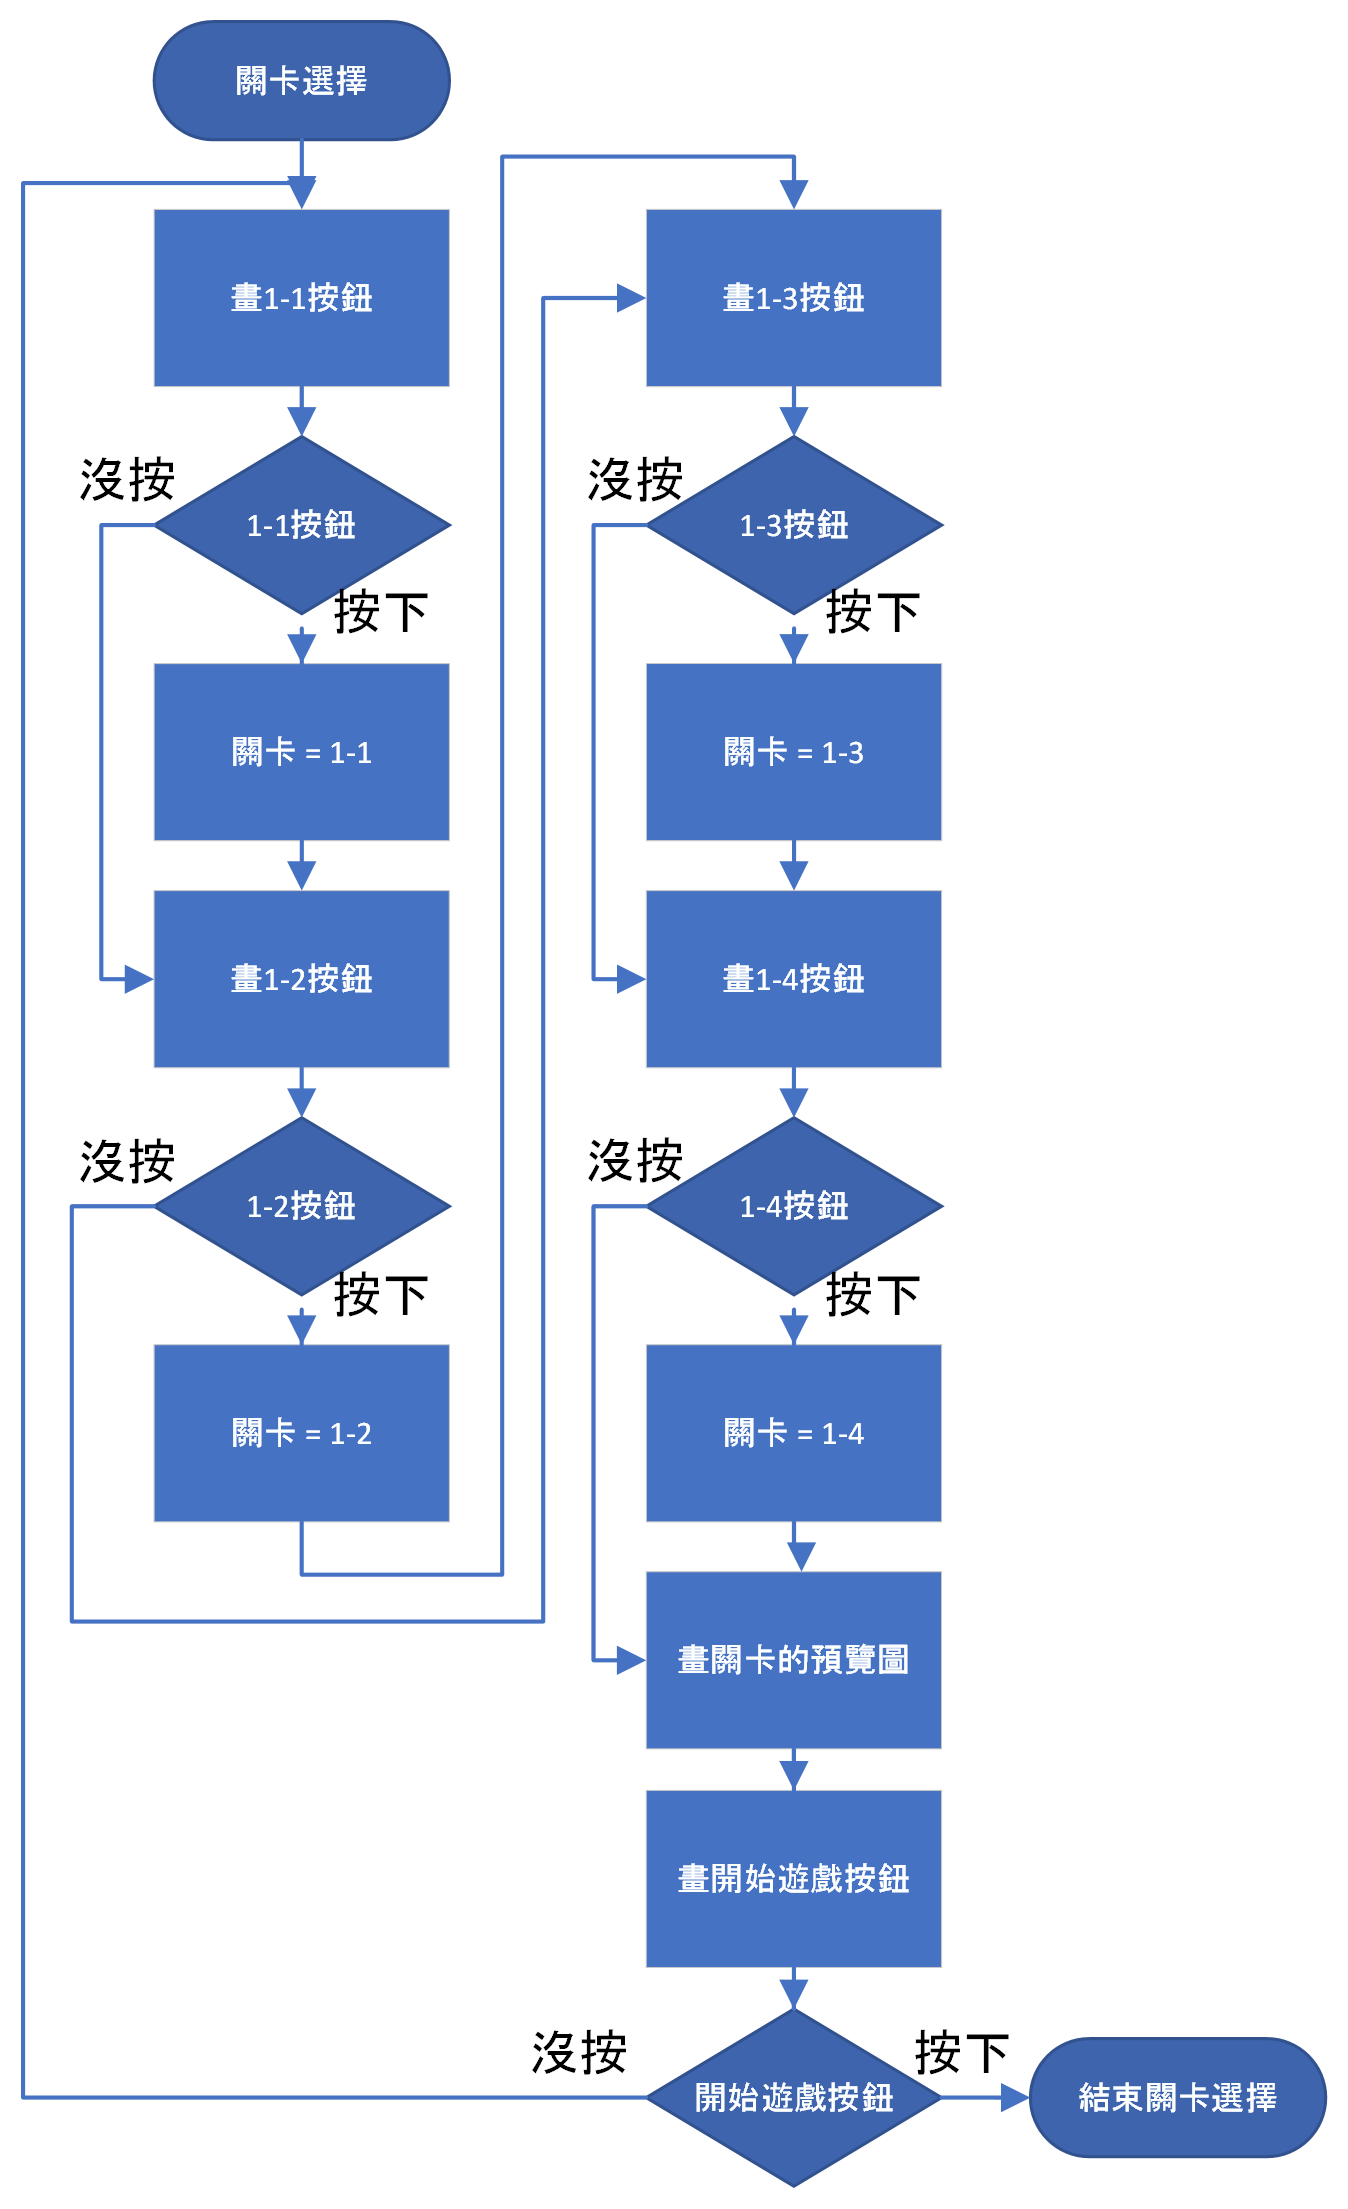 關卡選擇
畫1-1按鈕
沒按
1-1按鈕
按下
關卡 = 1-1
畫1-2按鈕
沒按
1-2按鈕
按下
關卡 = 1-2
畫1-3按鈕
沒按
1-3按鈕
按下
關卡 = 1-3
畫1-4按鈕
沒按
1-4按鈕
按下
關卡 = 1-4
畫關卡的預覽圖
畫開始遊戲按鈕
沒按
開始遊戲按鈕
按下
結束關卡選擇